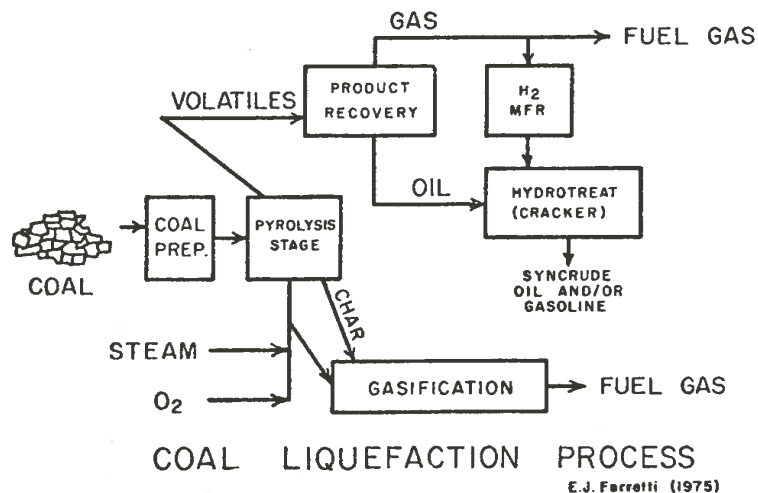 GAS
FUEL GAS
VOLATILES
PRODUCT
RECOVERY
H2
MFR
OIL
HYDROTREAT
(CRACKER)
COAL
PREP.
PYROLYSIS
STAGE
COAL
SYNCRUDE
OIL AND/OR
GASOLINE
CHAR
STEAM
O2
GASIFICATION
FUEL GAS
COAL LIQUEFACTION PROCESS
E.J. Farretti (1975)